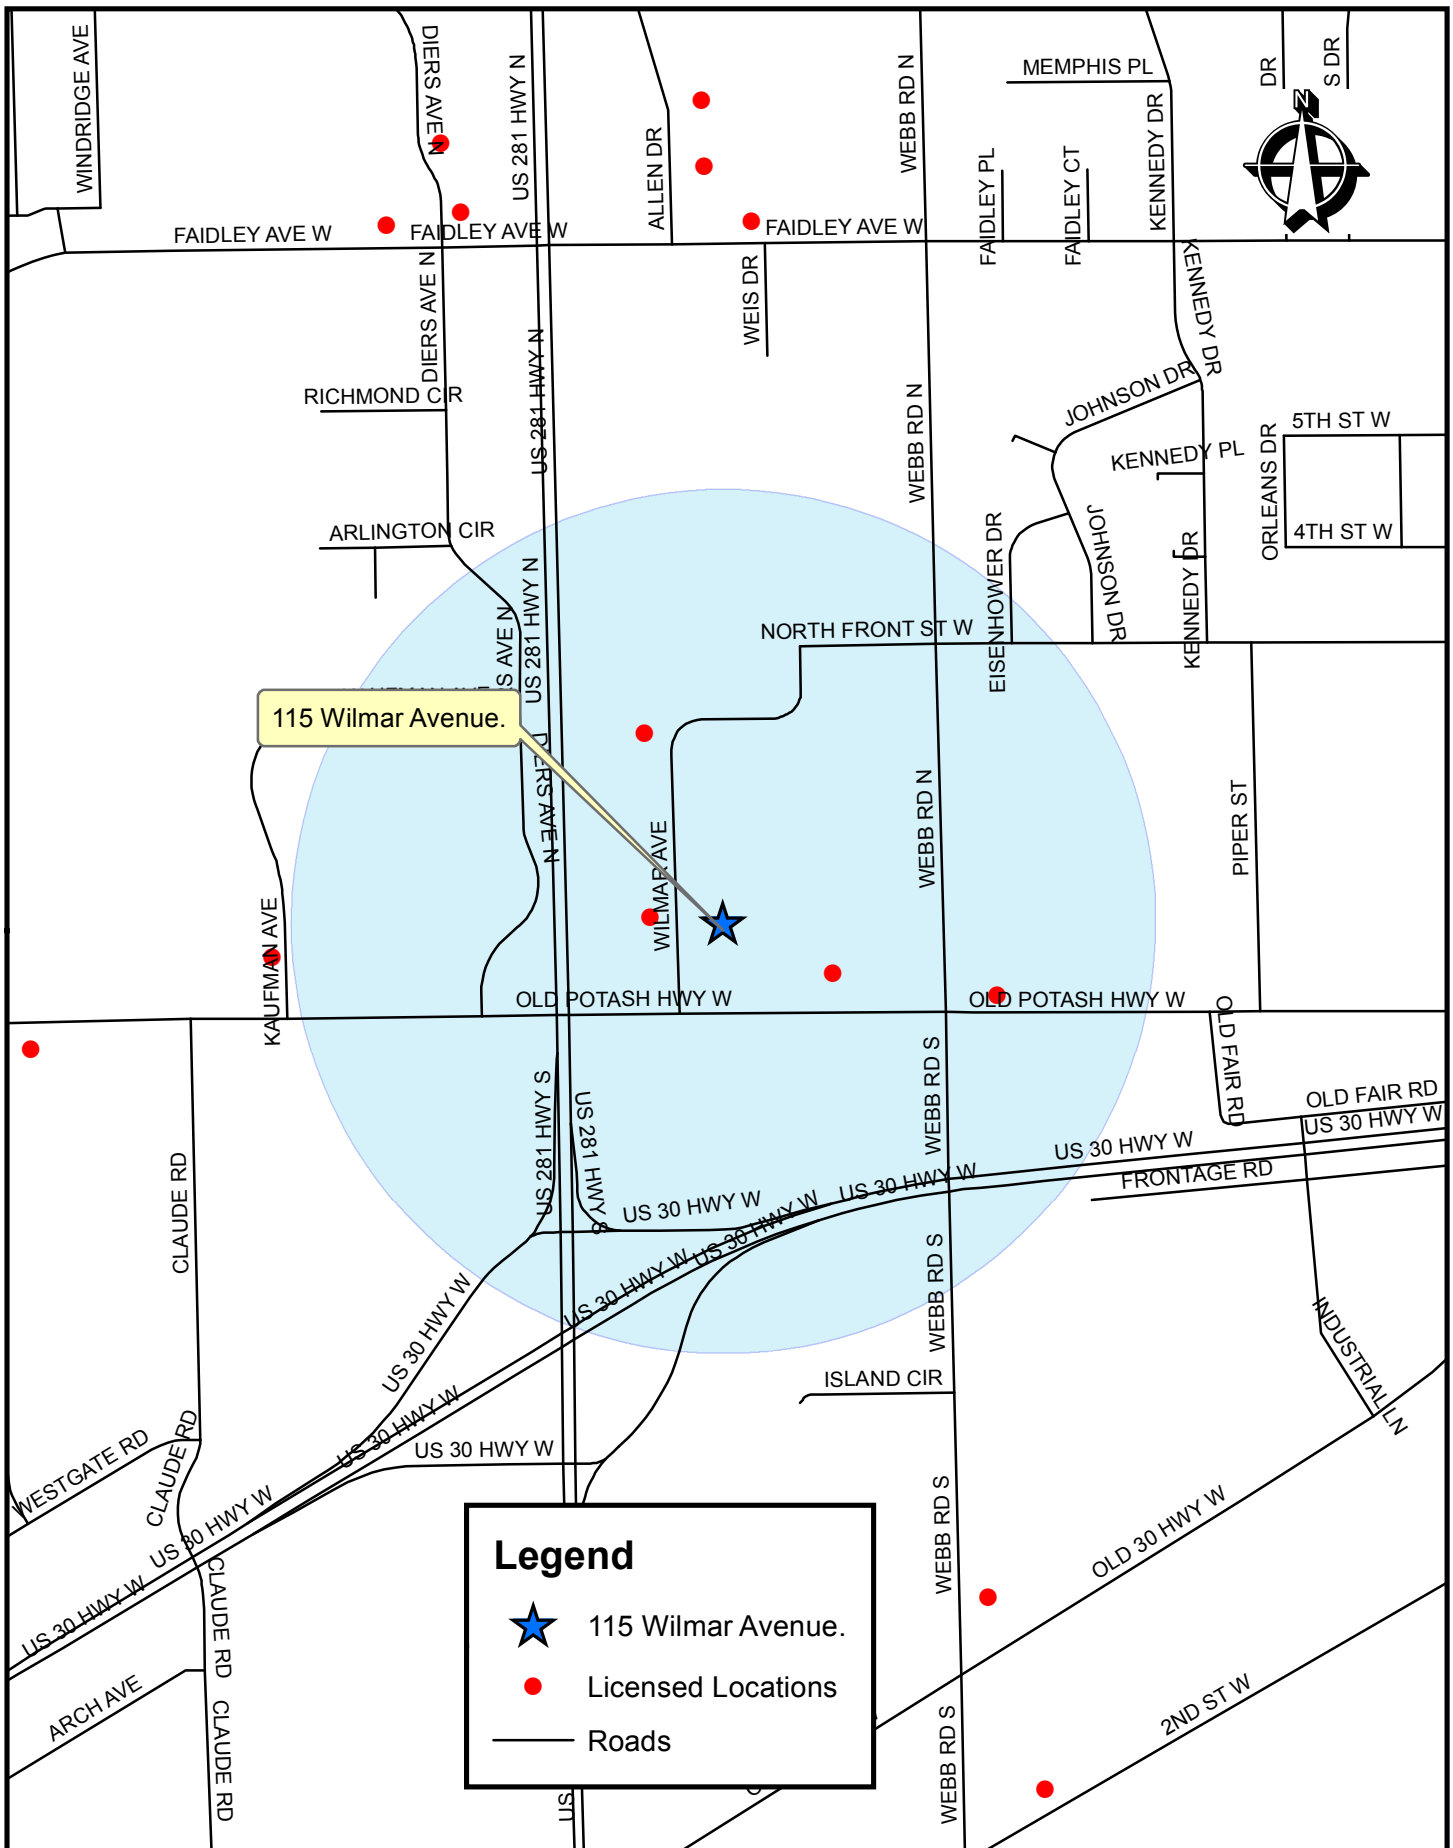 WINDRIDGE AVE
DIERS AVE N
US 281 HWY N
ALLEN DR
WEBB RD N
MEMPHIS PL
KENNEDY DR
DR
S DR
N
FAIDLEY PL
FAIDLEY CT
FAIDLEY AVE W
FAIDLEY AVE W
FAIDLEY AVE W
DIERS AVE N
WEIS DR
KENNEDY DR
US 281 HWY N
RICHMOND CIR
WEBB RD N
JOHNSON DR
KENNEDY PL
5TH ST W
ORLEANS DR
4TH ST W
ARLINGTON CIR
US 281 HWY N
S AVE N
EISENHOWER DR
JOHNSON DR
KENNEDY DR
NORTH FRONT ST W
115 Wilmar Avenue.
DIERS AVE N
WILMAR AVE
WEBB RD N
PIPER ST
KAUFMAN AVE
OLD POTASH HWY W
OLD POTASH HWY W
OLD FAIR RD
US 281 HWY S
US 281 HWY S
WEBB RD S
OLD FAIR RD
US 30 HWY W
US 30 HWY W
FRONTAGE RD
CLAUDE RD
US 30 HWY W
US 30 HWY W
US 30 HWY W
US 30 HWY W
US 30 HWY W
WEBB RD S
INDUSTRIAL LN
ISLAND CIR
US 30 HWY W
US 30 HWY W
WESTGATE RD
CLAUDE RD
US 30 HWY W
US 30 HWY W
WEBB RD S
OLD 30 HWY W
CLAUDE RD
ARCH AVE
CLAUDE RD
2ND ST W
WEBB RD S
US
Legend
115 Wilmar Avenue.
Licensed Locations
Roads